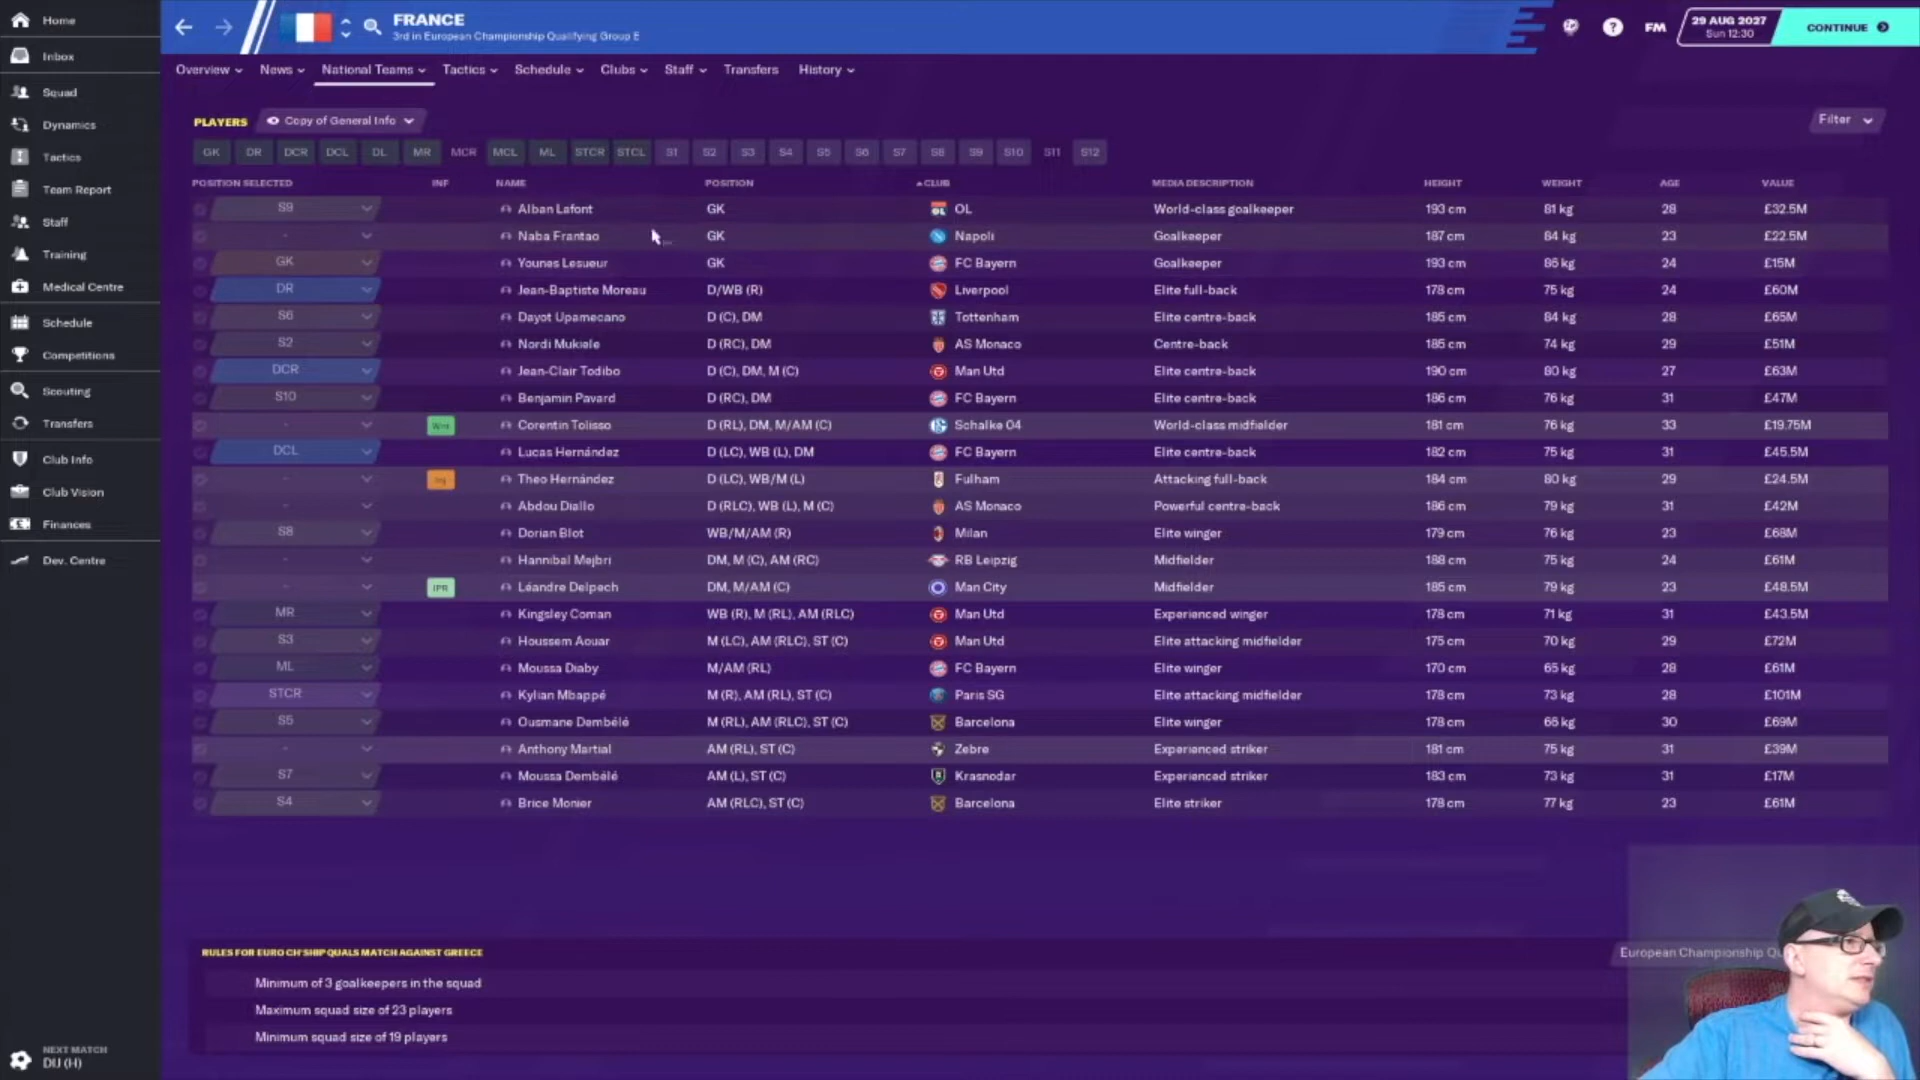 Home
Inbox
Squad
Dynamics
Tactics
Team Report
Staff
Training
Medical Centre
Schedule
Competitions
Scouting
Transfers
Club Info
Club Vision
Finances
Dev. Centre
NEXT MATCH
DIJ (H)
FRANCE
3rd in European Championship Qualifying Group E
FM
29 AUG 2027
Sun 12:30
CONTINUE
Overview News National Teams Tactics Schedule Clubs Staff Transfers History
PLAYERS Copy of General Info Filter
GK DR DCR DCL DL MR MCR MCL ML STCR STCL S1 S2 S3 S4 S5 S6 S7 S8 S9 S10 S11 S12
POSITION SELECTED INF NAME POSITION CLUB MEDIA DESCRIPTION HEIGHT WEIGHT AGE VALUE
S9 Alban Lafont GK OL World-class goalkeeper 193 cm 81 kg 28 £32.5M
- Naba Frantao GK Napoli Goalkeeper 187 cm 84 kg 23 £22.5M
GK Younes Lesueur GK FC Bayern Goalkeeper 193 cm 86 kg 24 £15M
DR Jean-Baptiste Moreau D/WB (R) Liverpool Elite full-back 178 cm 75 kg 24 £60M
S6 Dayot Upamecano D (C), DM Tottenham Elite centre-back 185 cm 84 kg 28 £65M
S2 Nordi Mukiele D (RC), DM AS Monaco Centre-back 185 cm 74 kg 29 £51M
DCR Jean-Clair Todibo D (C), DM, M (C) Man Utd Elite centre-back 190 cm 80 kg 27 £63M
S10 Benjamin Pavard D (RC), DM FC Bayern Elite centre-back 186 cm 76 kg 31 £47M
- Wnt Corentin Tolisso D (RL), DM, M/AM (C) Schalke 04 World-class midfielder 181 cm 76 kg 33 £19.75M
DCL Lucas Hernández D (LC), WB (L), DM FC Bayern Elite centre-back 182 cm 75 kg 31 £45.5M
- Inj Theo Hernández D (LC), WB/M (L) Fulham Attacking full-back 184 cm 80 kg 29 £24.5M
- Abdou Diallo D (RLC), WB (L), M (C) AS Monaco Powerful centre-back 186 cm 79 kg 31 £42M
S8 Dorian Blot WB/M/AM (R) Milan Elite winger 179 cm 76 kg 23 £68M
- Hannibal Mejbri DM, M (C), AM (RC) RB Leipzig Midfielder 188 cm 75 kg 24 £61M
- IPR Léandre Delpech DM, M/AM (C) Man City Midfielder 185 cm 79 kg 23 £48.5M
MR Kingsley Coman WB (R), M (RL), AM (RLC) Man Utd Experienced winger 178 cm 71 kg 31 £43.5M
S3 Houssem Aouar M (LC), AM (RLC), ST (C) Man Utd Elite attacking midfielder 175 cm 70 kg 29 £72M
ML Moussa Diaby M/AM (RL) FC Bayern Elite winger 170 cm 65 kg 28 £61M
STCR Kylian Mbappé M (R), AM (RL), ST (C) Paris SG Elite attacking midfielder 178 cm 73 kg 28 £101M
S5 Ousmane Dembélé M (RL), AM (RLC), ST (C) Barcelona Elite winger 178 cm 66 kg 30 £69M
- Anthony Martial AM (RL), ST (C) Zebre Experienced striker 181 cm 75 kg 31 £39M
S7 Moussa Dembélé AM (L), ST (C) Krasnodar Experienced striker 183 cm 73 kg 31 £17M
S4 Brice Monier AM (RLC), ST (C) Barcelona Elite striker 178 cm 77 kg 23 £61M
RULES FOR EURO CH'SHIP QUALS MATCH AGAINST GREECE
European Championship Qu
Minimum of 3 goalkeepers in the squad
Maximum squad size of 23 players
Minimum squad size of 19 players